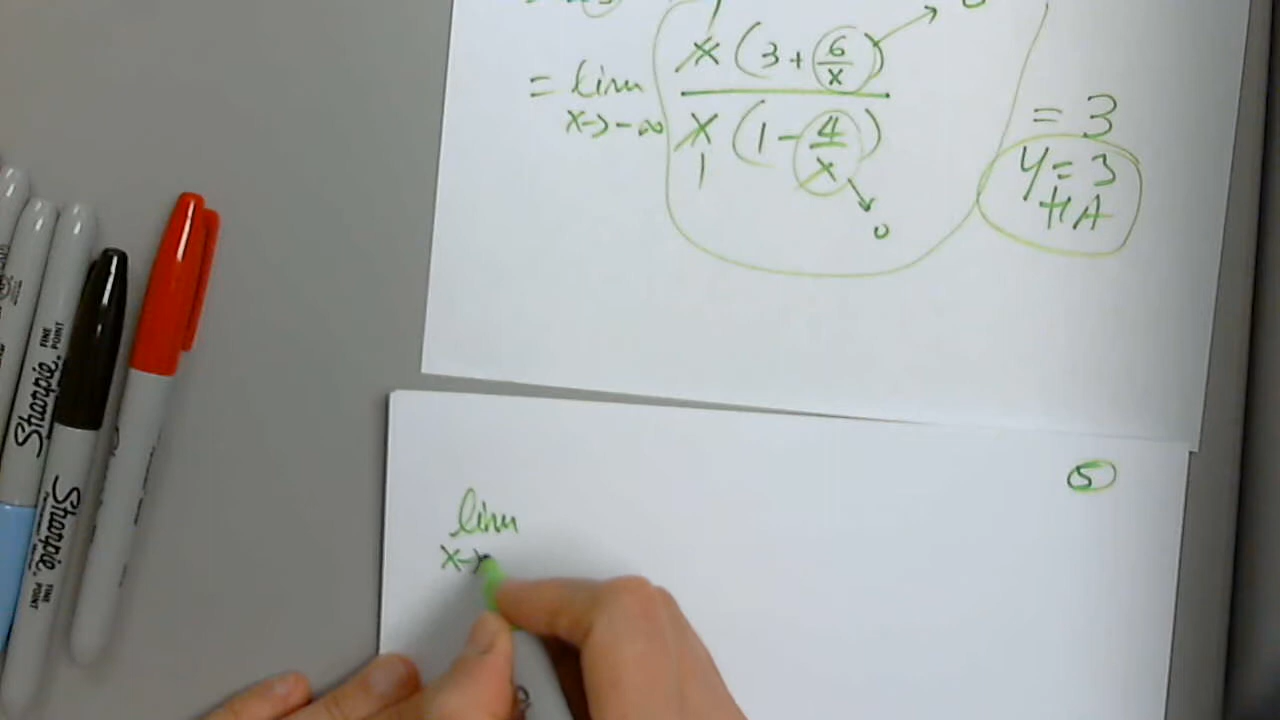 = lim x→-∞ x(3 + 6/x) / x(1 - 4/x) = 3
1
0
y = 3
HA
5
lim
x→
Sharpie
FINE POINT
Sharpie
FINE POINT